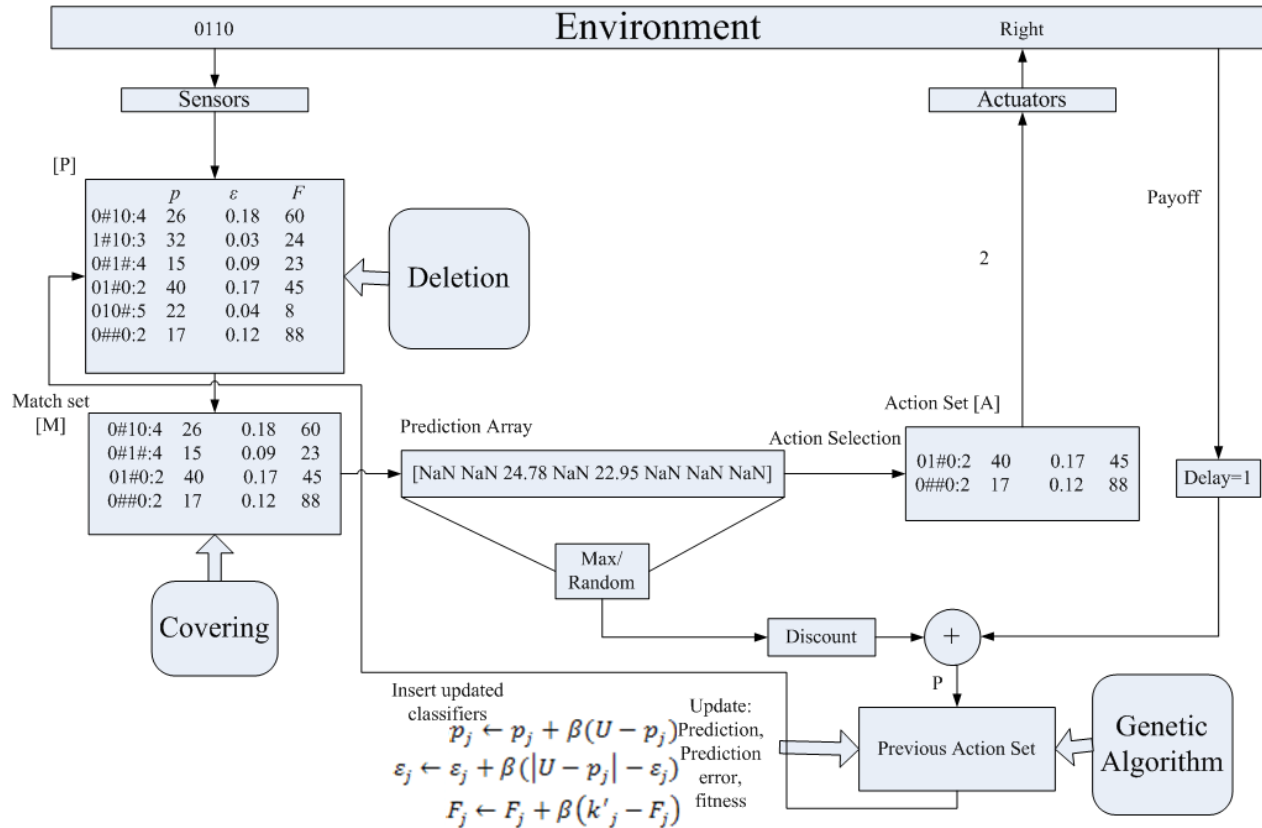 Environment
0110
Right
Sensors
Actuators
[P]
p ε F
0#10:4 26 0.18 60
1#10:3 32 0.03 24
0#1#:4 15 0.09 23
01#0:2 40 0.17 45
010#:5 22 0.04 8
0##0:2 17 0.12 88
Deletion
2
Payoff
Match set
[M]
0#10:4 26 0.18 60
0#1#:4 15 0.09 23
01#0:2 40 0.17 45
0##0:2 17 0.12 88
Covering
Prediction Array
[NaN NaN 24.78 NaN 22.95 NaN NaN NaN]
Max/
Random
Action Selection
Action Set [A]
01#0:2 40 0.17 45
0##0:2 17 0.12 88
Delay=1
Discount
+
P
Insert updated
classifiers
p_j ← p_j + β(U − p_j)
ε_j ← ε_j + β(|U − p_j| − ε_j)
F_j ← F_j + β(k'_j − F_j)
Update:
Prediction,
Prediction
error,
fitness
Previous Action Set
Genetic
Algorithm